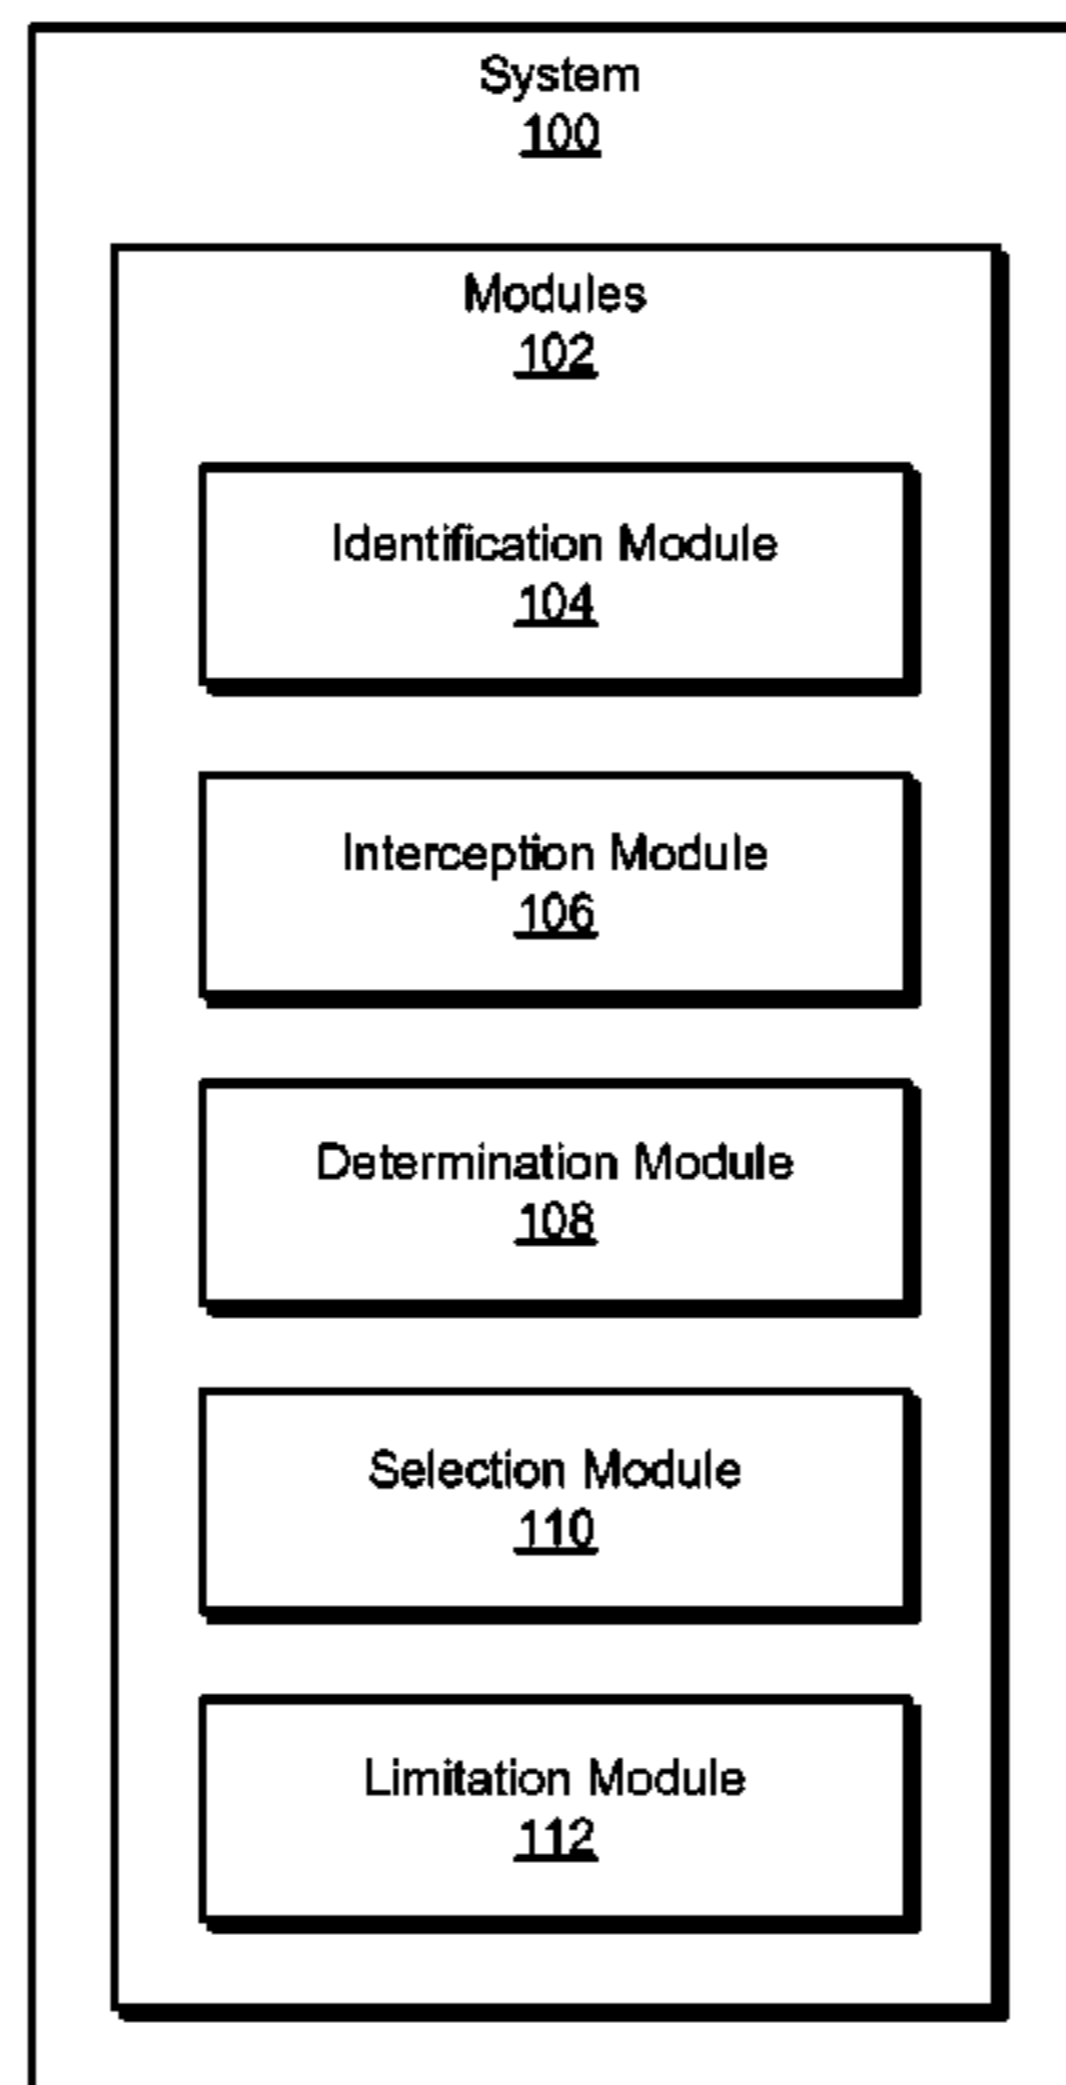 System
100
Modules
102
Identification Module
104
Interception Module
106
Determination Module
108
Selection Module
110
Limitation Module
112